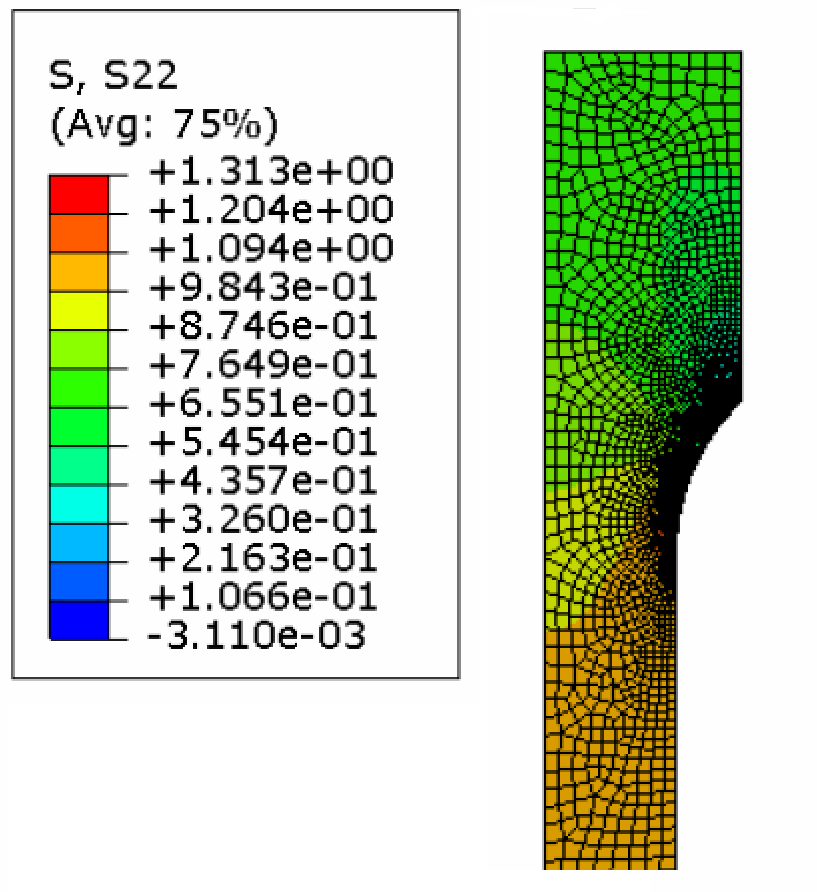 S, S22
(Avg: 75%)
+1.313e+00
+1.204e+00
+1.094e+00
+9.843e-01
+8.746e-01
+7.649e-01
+6.551e-01
+5.454e-01
+4.357e-01
+3.260e-01
+2.163e-01
+1.066e-01
-3.110e-03